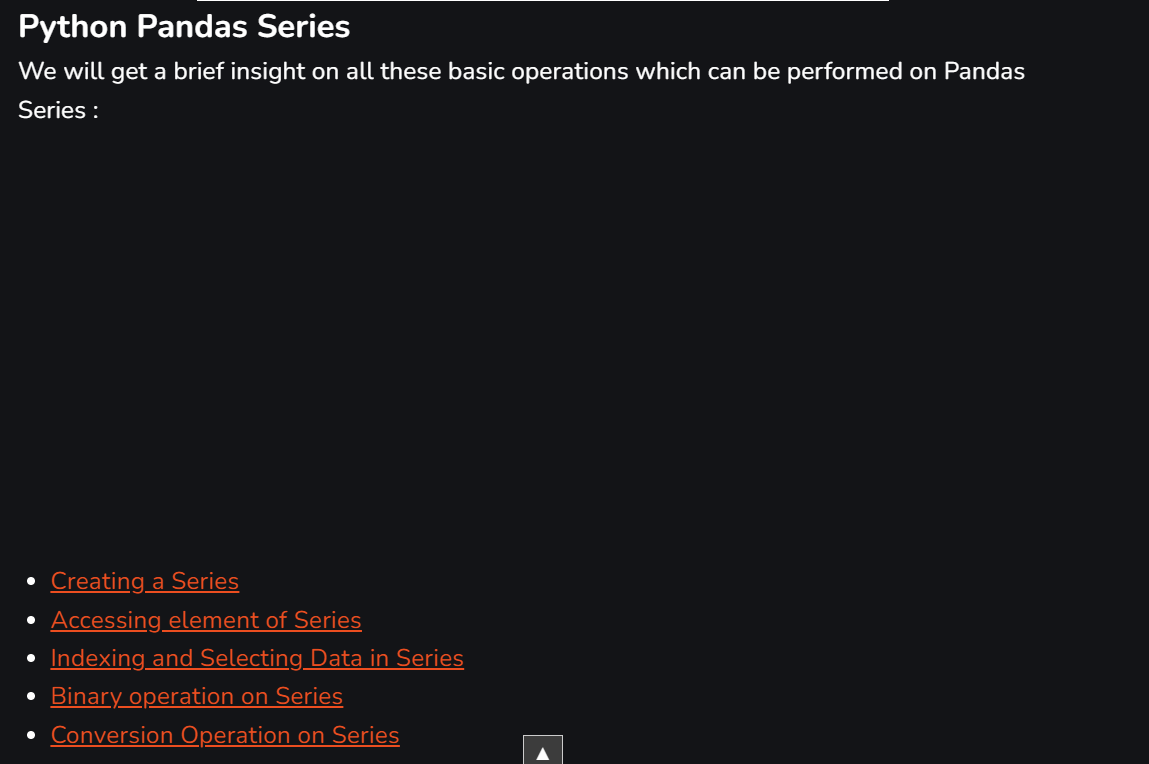 Python Pandas Series
We will get a brief insight on all these basic operations which can be performed on Pandas
Series :
Creating a Series
Accessing element of Series
Indexing and Selecting Data in Series
Binary operation on Series
Conversion Operation on Series